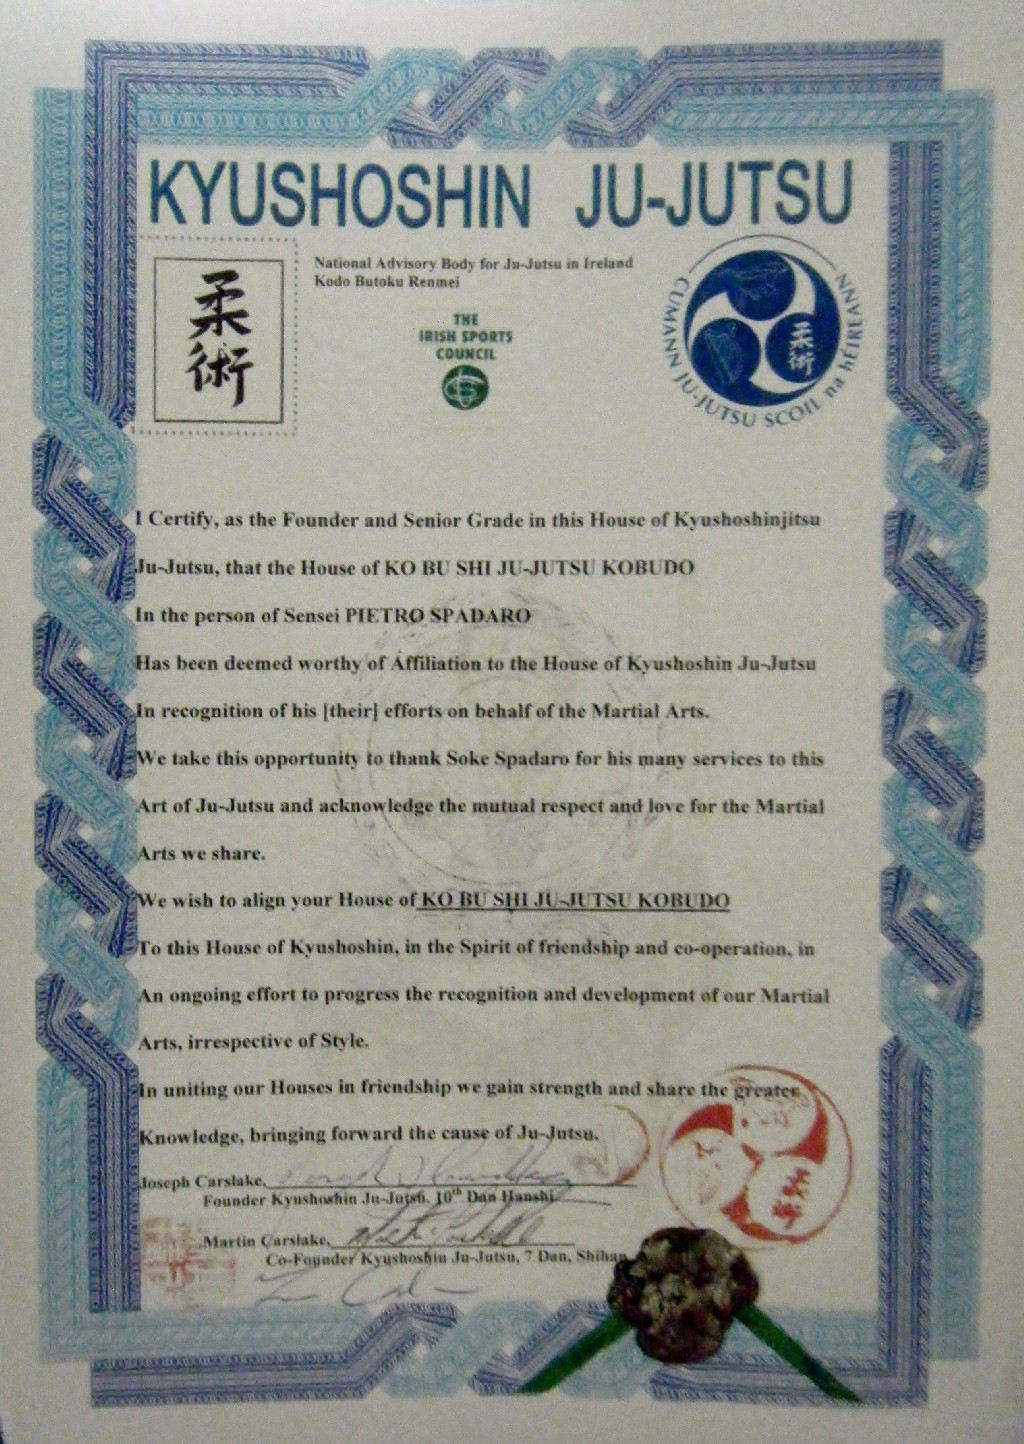 KYUSHOSHIN JU-JUTSU
柔術
National Advisory Body for Ju-Jutsu in Ireland
Kodo Butoku Renmei
THE
IRISH SPORTS
COUNCIL
CUMANN JU-JUTSU SCOIL na hÉIREANN
柔術
I Certify, as the Founder and Senior Grade in this House of Kyushoshinjitsu
Ju-Jutsu, that the House of KO BU SHI JU-JUTSU KOBUDO
In the person of Sensei PIETRO SPADARO
Has been deemed worthy of Affiliation to the House of Kyushoshin Ju-Jutsu
In recognition of his [their] efforts on behalf of the Martial Arts.
We take this opportunity to thank Soke Spadaro for his many services to this
Art of Ju-Jutsu and acknowledge the mutual respect and love for the Martial
Arts we share.
We wish to align your House of KO BU SHI JU-JUTSU KOBUDO
To this House of Kyushoshin, in the Spirit of friendship and co-operation, in
An ongoing effort to progress the recognition and development of our Martial
Arts, irrespective of Style.
In uniting our Houses in friendship we gain strength and share the greater
Knowledge, bringing forward the cause of Ju-Jutsu.
Joseph Carslake,
Founder Kyushoshin Ju-Jutsu. 10th Dan Hanshi
Martin Carslake,
Co-Founder Kyushoshin Ju-Jutsu, 7 Dan, Shihan
柔術